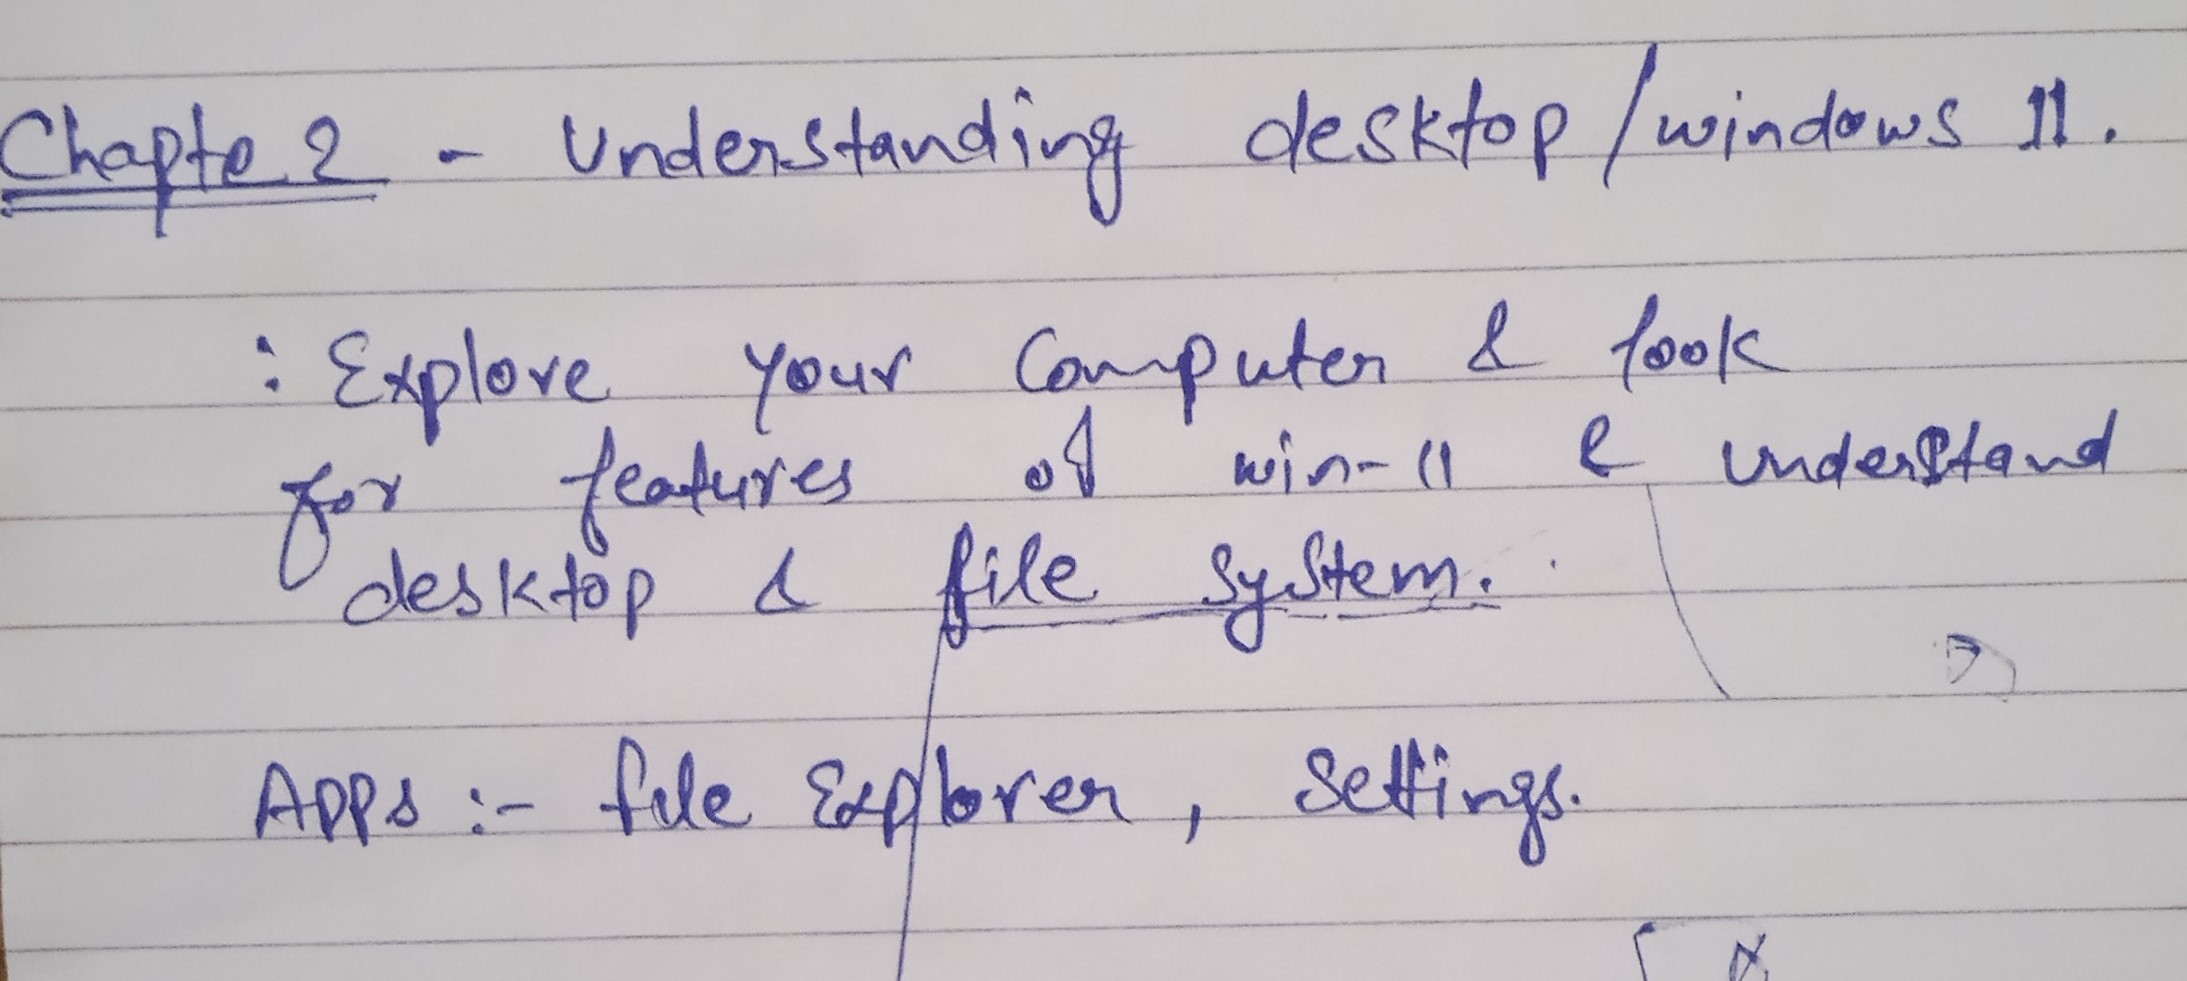 Chapte 2 - Understanding desktop / windows 11.
: Explore your Computer & look
for features of win-11 & understand
desktop & file system.
Apps :- file Explorer, Settings.